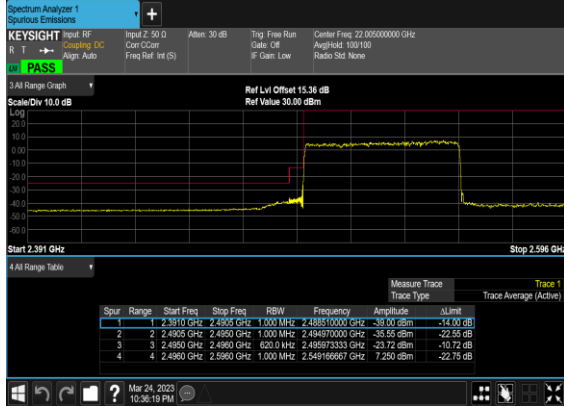 Spectrum Analyzer 1
Spurious Emissions
+
KEYSIGHT Input: RF Input Z: 50 Ω Atten: 30 dB Trig: Free Run Center Freq: 22.005000000 GHz
R T Coupling: DC Corr CCorr Gate: Off Avg|Hold: 100/100
Align: Auto Freq Ref: Int (S) IF Gain: Low Radio Std: None
PASS
3 All Range Graph
Ref Lvl Offset 15.36 dB
Scale/Div 10.0 dB Ref Value 30.00 dBm
Log
20.0
10.0
0.00
-10.0
-20.0
-30.0
-40.0
-50.0
-60.0
Start 2.391 GHz Stop 2.596 GHz
4 All Range Table
Measure Trace Trace 1
Trace Type Trace Average (Active)
Spur Range Start Freq Stop Freq RBW Frequency Amplitude ΔLimit
1 1 2.3910 GHz 2.4905 GHz 1.000 MHz 2.488510000 GHz -39.00 dBm -14.00 dB
2 2 2.4905 GHz 2.4950 GHz 1.000 MHz 2.494970000 GHz -35.55 dBm -22.55 dB
3 3 2.4950 GHz 2.4960 GHz 620.0 kHz 2.495973333 GHz -23.72 dBm -10.72 dB
4 4 2.4960 GHz 2.5960 GHz 1.000 MHz 2.549166667 GHz 7.250 dBm -22.75 dB
?
Mar 24, 2023
10:36:19 PM